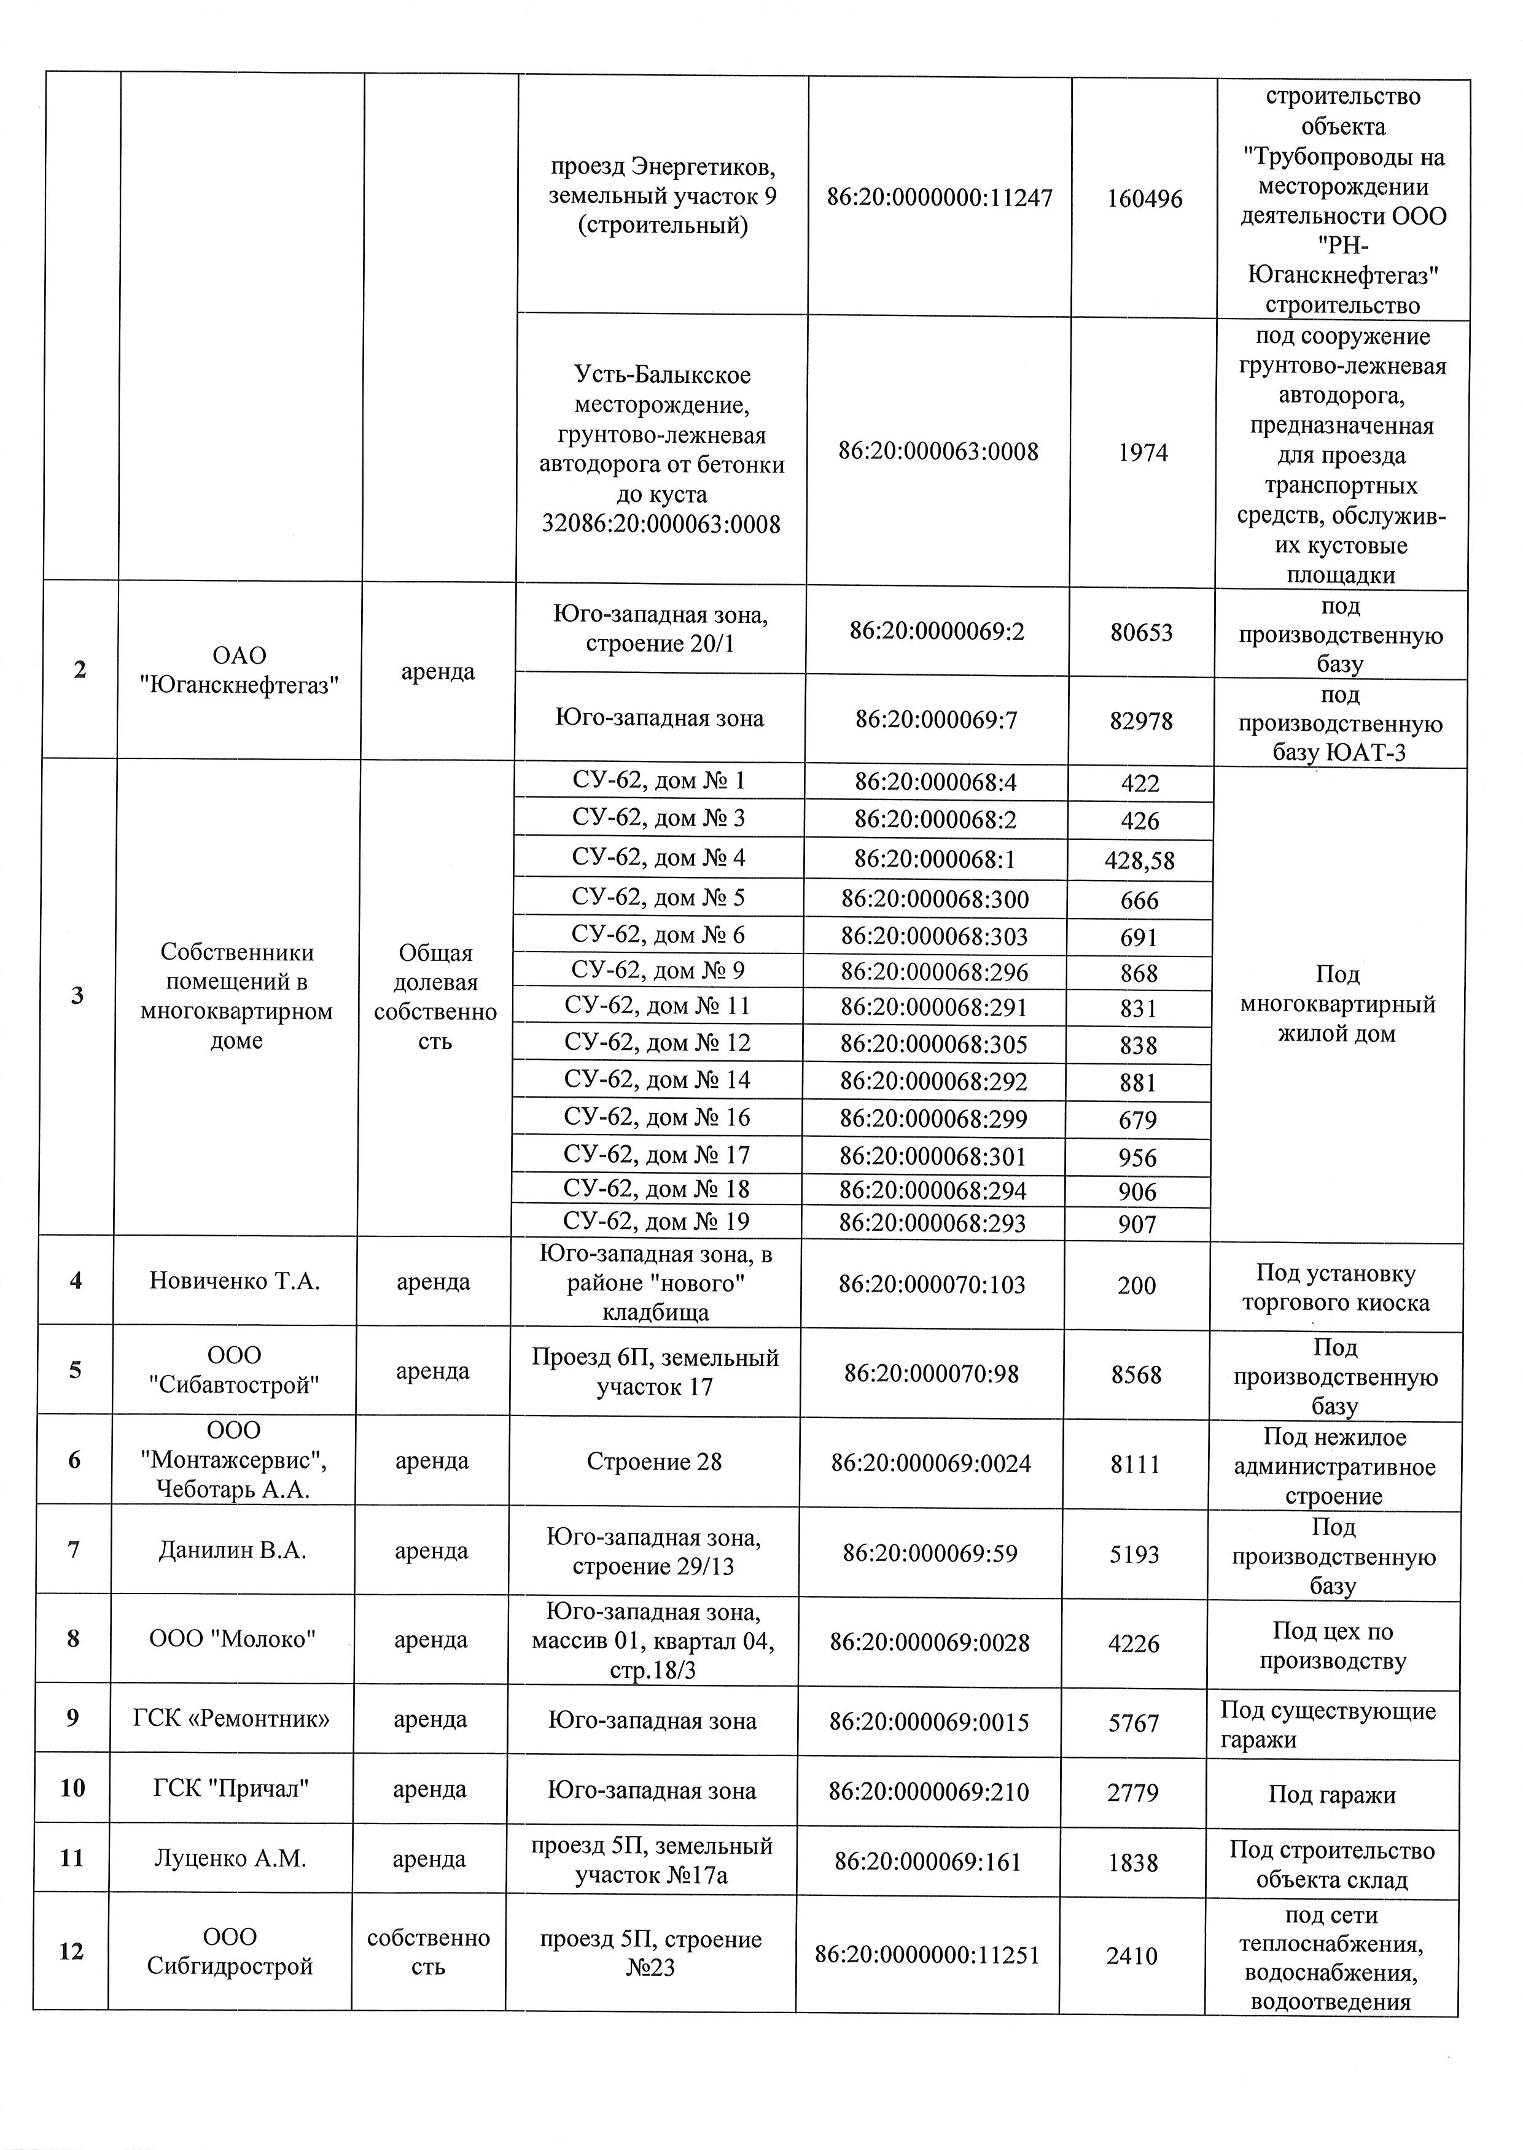 проезд Энергетиков,
земельный участок 9
(строительный)
86:20:0000000:11247
160496
строительство
объекта
"Трубопроводы на
месторождении
деятельности ООО
"РН-
Юганскнефтегаз"
строительство
Усть-Балыкское
месторождение,
грунтово-лежневая
автодорога от бетонки
до куста
32086:20:000063:0008
86:20:000063:0008
1974
под сооружение
грунтово-лежневая
автодорога,
предназначенная
для проезда
транспортных
средств, обслужив-
их кустовые
площадки
2
ОАО
"Юганскнефтегаз"
аренда
Юго-западная зона,
строение 20/1
86:20:0000069:2
80653
под
производственную
базу
Юго-западная зона
86:20:000069:7
82978
под
производственную
базу ЮАТ-3
3
Собственники
помещений в
многоквартирном
доме
Общая
долевая
собственно
сть
СУ-62, дом № 1
86:20:000068:4
422
СУ-62, дом № 3
86:20:000068:2
426
СУ-62, дом № 4
86:20:000068:1
428,58
СУ-62, дом № 5
86:20:000068:300
666
СУ-62, дом № 6
86:20:000068:303
691
СУ-62, дом № 9
86:20:000068:296
868
СУ-62, дом № 11
86:20:000068:291
831
СУ-62, дом № 12
86:20:000068:305
838
СУ-62, дом № 14
86:20:000068:292
881
СУ-62, дом № 16
86:20:000068:299
679
СУ-62, дом № 17
86:20:000068:301
956
СУ-62, дом № 18
86:20:000068:294
906
СУ-62, дом № 19
86:20:000068:293
907
Под
многоквартирный
жилой дом
4
Новиченко Т.А.
аренда
Юго-западная зона, в
районе "нового"
кладбища
86:20:000070:103
200
Под установку
торгового киоска
5
ООО
"Сибавтострой"
аренда
Проезд 6П, земельный
участок 17
86:20:000070:98
8568
Под
производственную
базу
6
ООО
"Монтажсервис",
Чеботарь А.А.
аренда
Строение 28
86:20:000069:0024
8111
Под нежилое
административное
строение
7
Данилин В.А.
аренда
Юго-западная зона,
строение 29/13
86:20:000069:59
5193
Под
производственную
базу
8
ООО "Молоко"
аренда
Юго-западная зона,
массив 01, квартал 04,
стр.18/3
86:20:000069:0028
4226
Под цех по
производству
9
ГСК «Ремонтник»
аренда
Юго-западная зона
86:20:000069:0015
5767
Под существующие
гаражи
10
ГСК "Причал"
аренда
Юго-западная зона
86:20:0000069:210
2779
Под гаражи
11
Луценко А.М.
аренда
проезд 5П, земельный
участок №17а
86:20:000069:161
1838
Под строительство
объекта склад
12
ООО
Сибгидрострой
собственно
сть
проезд 5П, строение
№23
86:20:0000000:11251
2410
под сети
теплоснабжения,
водоснабжения,
водоотведения